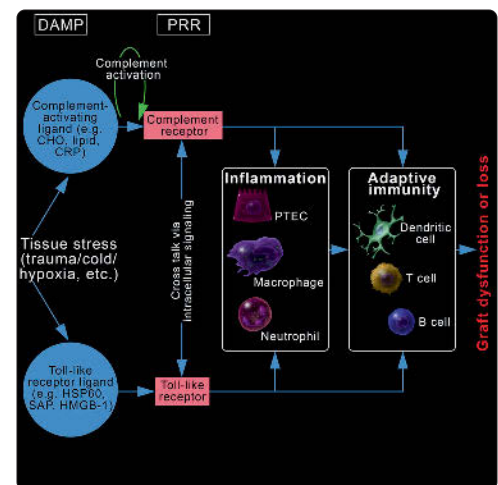 DAMP
PRR
Complement
activation
Complement-
activating
ligand (e.g.
CHO, lipid,
CRP)
Complement
receptor
Inflammation
PTEC
Macrophage
Neutrophil
Adaptive
immunity
Dendritic
cell
T cell
B cell
Tissue stress
(trauma/cold/
hypoxia, etc.)
Cross talk via
intracellular signaling
Graft dysfunction or loss
Toll-like
receptor ligand
(e.g. HSP60,
SAP. HMGB-1)
Toll-like
receptor